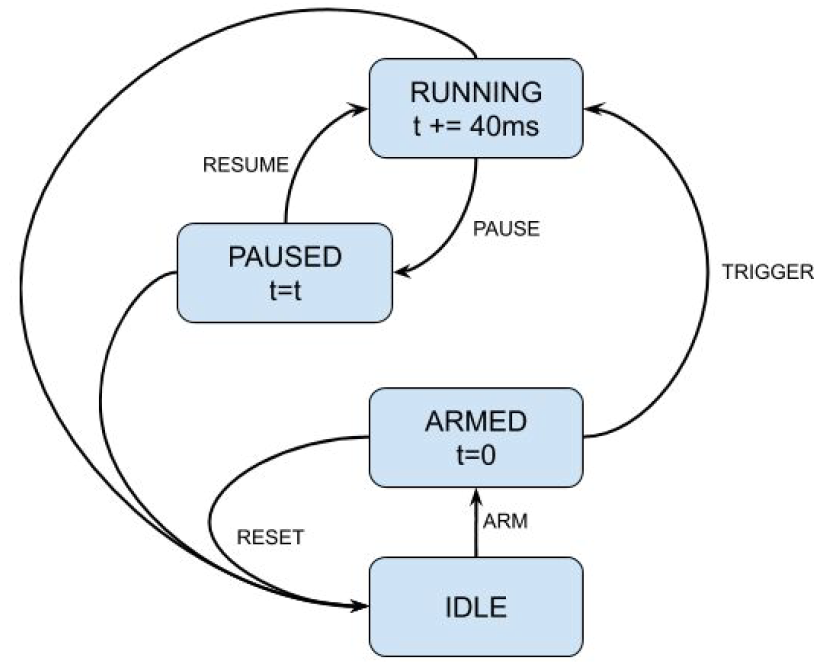 RUNNING
t += 40ms
RESUME
PAUSE
PAUSED
t=t
TRIGGER
ARMED
t=0
ARM
RESET
IDLE